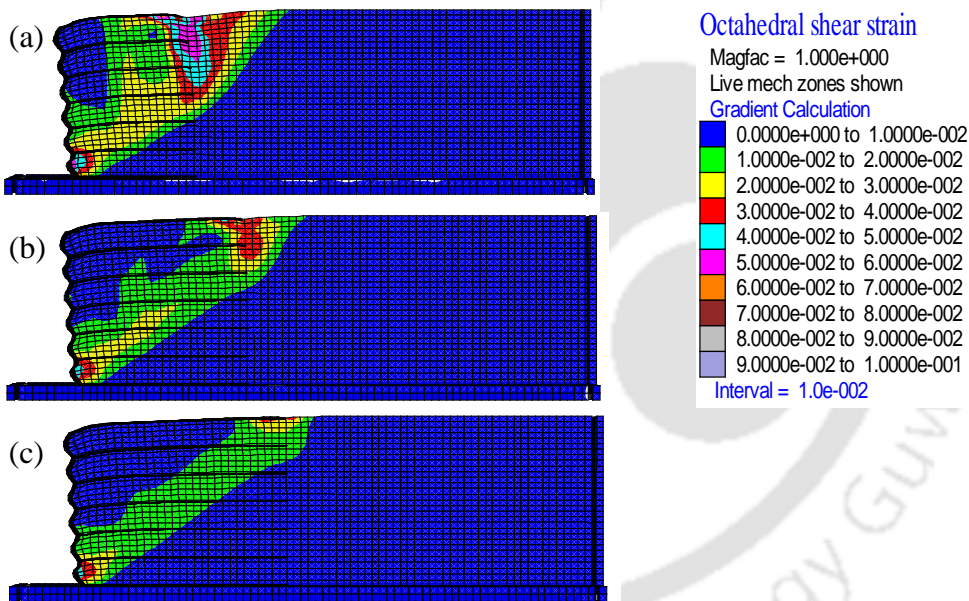 (a)
(b)
(c)
Octahedral shear strain
Magfac = 1.000e+000
Live mech zones shown
Gradient Calculation
0.0000e+000 to 1.0000e-002
1.0000e-002 to 2.0000e-002
2.0000e-002 to 3.0000e-002
3.0000e-002 to 4.0000e-002
4.0000e-002 to 5.0000e-002
5.0000e-002 to 6.0000e-002
6.0000e-002 to 7.0000e-002
7.0000e-002 to 8.0000e-002
8.0000e-002 to 9.0000e-002
9.0000e-002 to 1.0000e-001
Interval = 1.0e-002